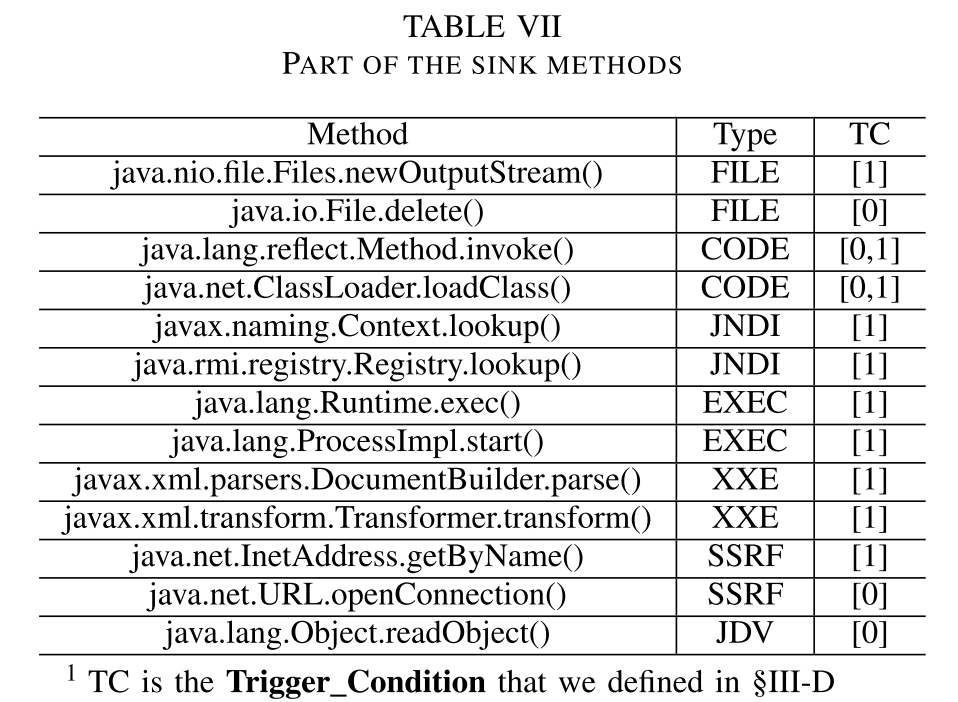 TABLE VII
PART OF THE SINK METHODS
Method Type TC
java.nio.file.Files.newOutputStream() FILE [1]
java.io.File.delete() FILE [0]
java.lang.reflect.Method.invoke() CODE [0,1]
java.net.ClassLoader.loadClass() CODE [0,1]
javax.naming.Context.lookup() JNDI [1]
java.rmi.registry.Registry.lookup() JNDI [1]
java.lang.Runtime.exec() EXEC [1]
java.lang.ProcessImpl.start() EXEC [1]
javax.xml.parsers.DocumentBuilder.parse() XXE [1]
javax.xml.transform.Transformer.transform() XXE [1]
java.net.InetAddress.getByName() SSRF [1]
java.net.URL.openConnection() SSRF [0]
java.lang.Object.readObject() JDV [0]
1 TC is the Trigger_Condition that we defined in §III-D